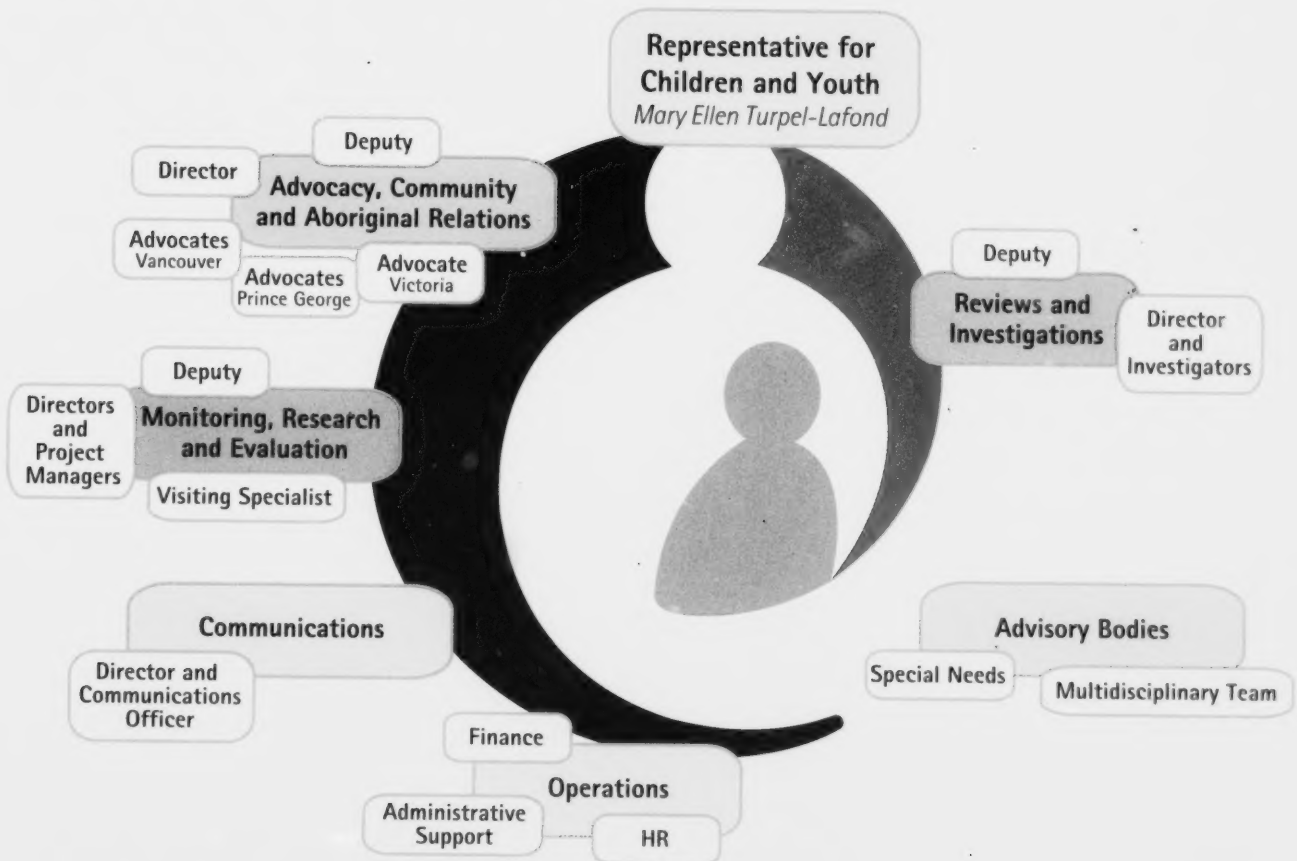 Representative for
Children and Youth
Mary Ellen Turpel-Lafond
Deputy
Director
Advocacy, Community
and Aboriginal Relations
Advocates
Vancouver
Advocates
Prince George
Advocate
Victoria
Deputy
Reviews and
Investigations
Director
and
Investigators
Deputy
Directors
and
Project
Managers
Monitoring, Research
and Evaluation
Visiting Specialist
Communications
Director and
Communications
Officer
Advisory Bodies
Special Needs
Multidisciplinary Team
Finance
Operations
Administrative
Support
HR